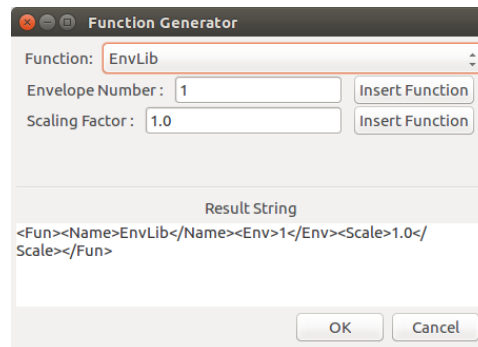 Function Generator
Function: EnvLib
Envelope Number : 1 Insert Function
Scaling Factor : 1.0 Insert Function
Result String
<Fun><Name>EnvLib</Name><Env>1</Env><Scale>1.0</
Scale></Fun>
OK Cancel